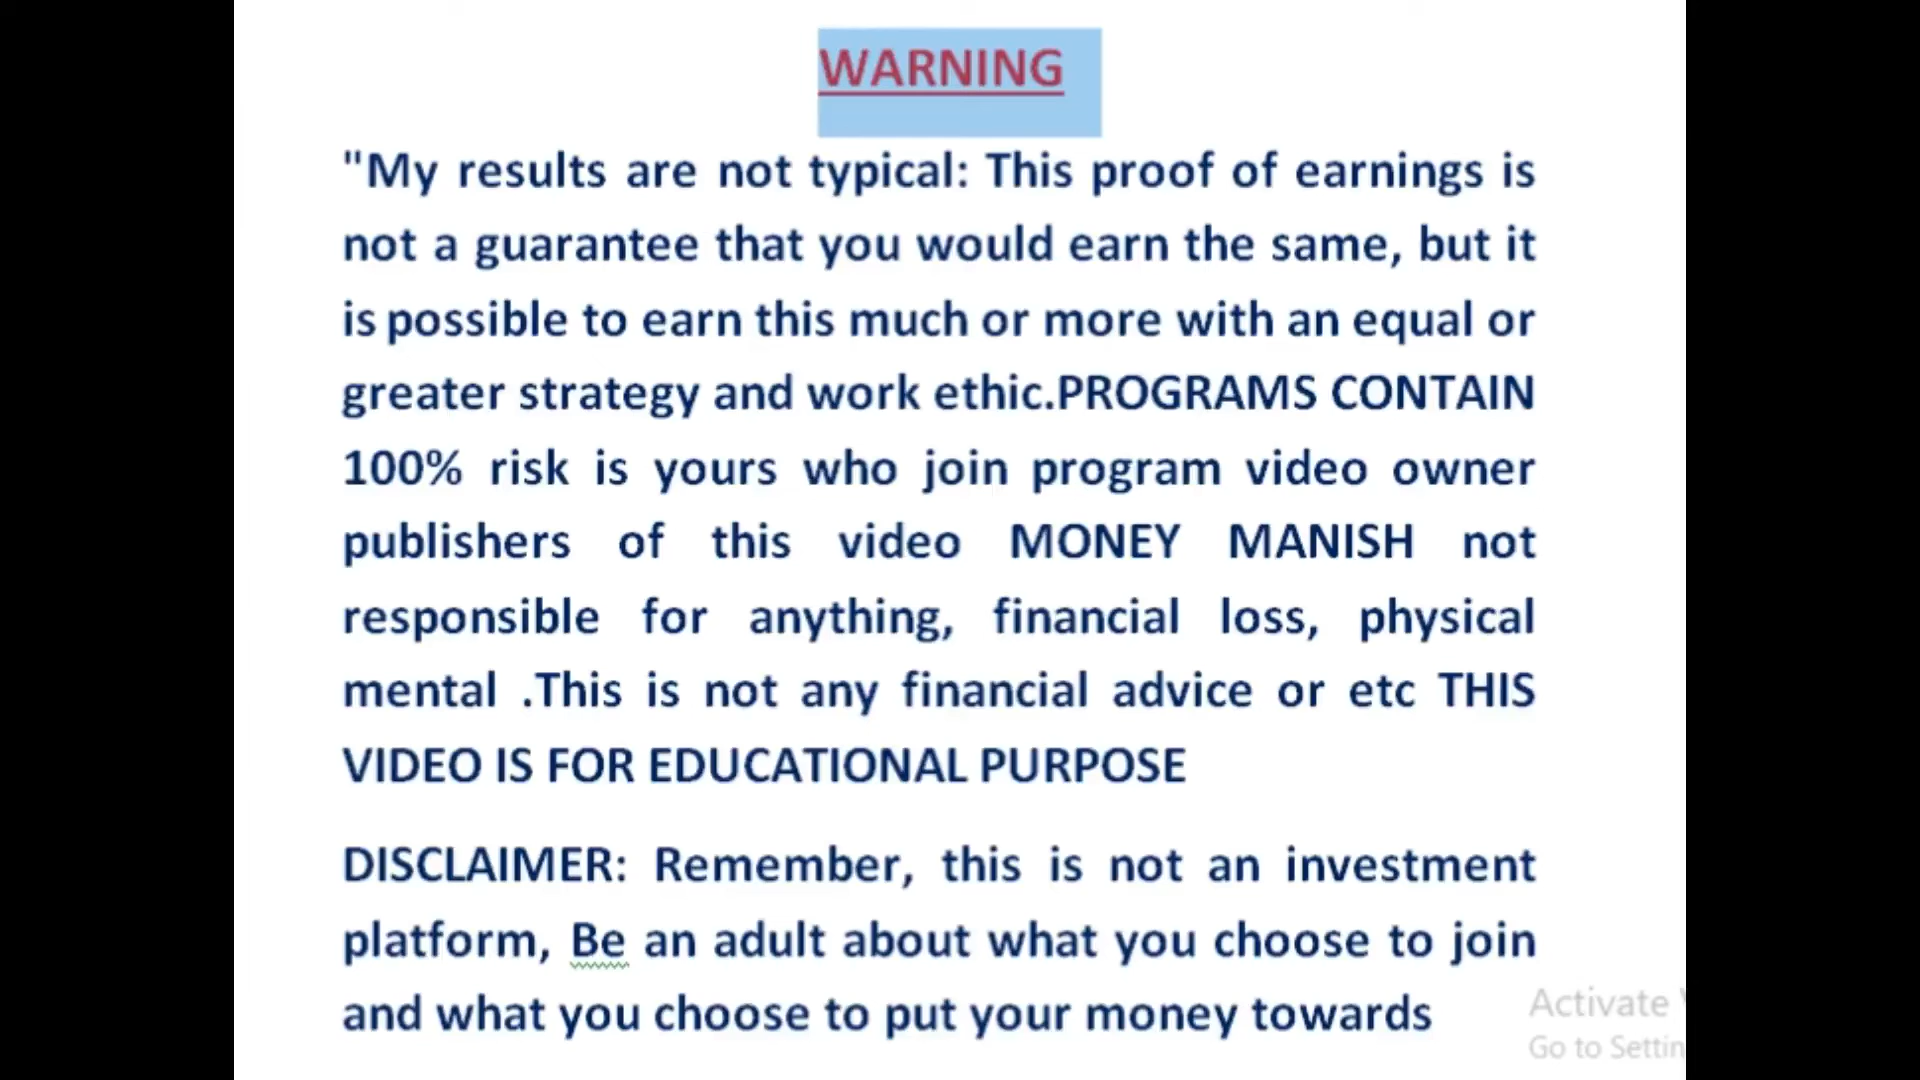 WARNING
"My results are not typical: This proof of earnings is
not a guarantee that you would earn the same, but it
is possible to earn this much or more with an equal or
greater strategy and work ethic.PROGRAMS CONTAIN
100% risk is yours who join program video owner
publishers of this video MONEY MANISH not
responsible for anything, financial loss, physical
mental .This is not any financial advice or etc THIS
VIDEO IS FOR EDUCATIONAL PURPOSE
DISCLAIMER: Remember, this is not an investment
platform, Be an adult about what you choose to join
and what you choose to put your money towards
Activate
Go to Settin